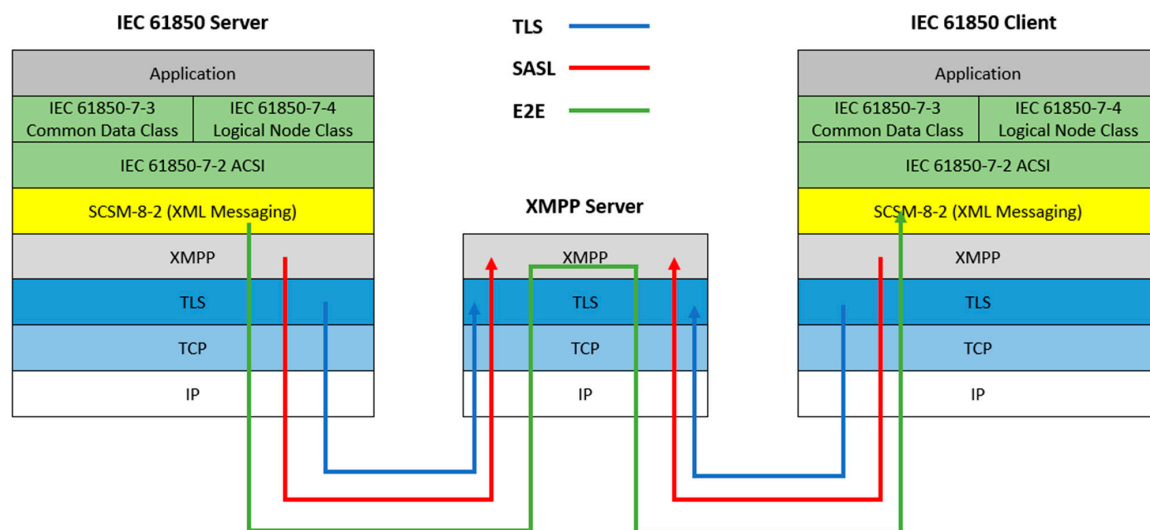 IEC 61850 Server
Application
IEC 61850-7-3
Common Data Class
IEC 61850-7-4
Logical Node Class
IEC 61850-7-2 ACSI
SCSM-8-2 (XML Messaging)
XMPP
TLS
TCP
IP
TLS
SASL
E2E
XMPP Server
XMPP
TLS
TCP
IP
IEC 61850 Client
Application
IEC 61850-7-3
Common Data Class
IEC 61850-7-4
Logical Node Class
IEC 61850-7-2 ACSI
SCSM-8-2 (XML Messaging)
XMPP
TLS
TCP
IP